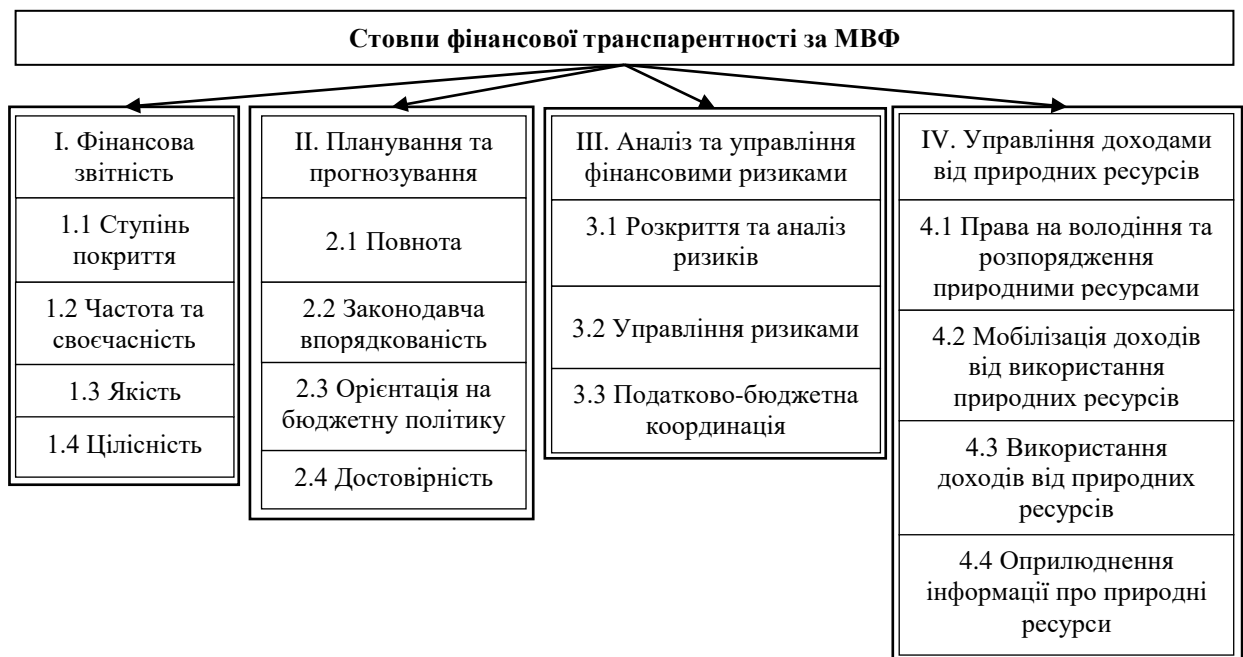 Стовпи фінансової транспарентності за МВФ
І. Фінансова
звітність
1.1 Ступінь
покриття
1.2 Частота та
своєчасність
1.3 Якість
1.4 Цілісність
ІІ. Планування та
прогнозування
2.1 Повнота
2.2 Законодавча
впорядкованість
2.3 Орієнтація на
бюджетну політику
2.4 Достовірність
ІІІ. Аналіз та управління
фінансовими ризиками
3.1 Розкриття та аналіз
ризиків
3.2 Управління ризиками
3.3 Податково-бюджетна
координація
IV. Управління доходами
від природних ресурсів
4.1 Права на володіння та
розпорядження
природними ресурсами
4.2 Мобілізація доходів
від використання
природних ресурсів
4.3 Використання
доходів від природних
ресурсів
4.4 Оприлюднення
інформації про природні
ресурси